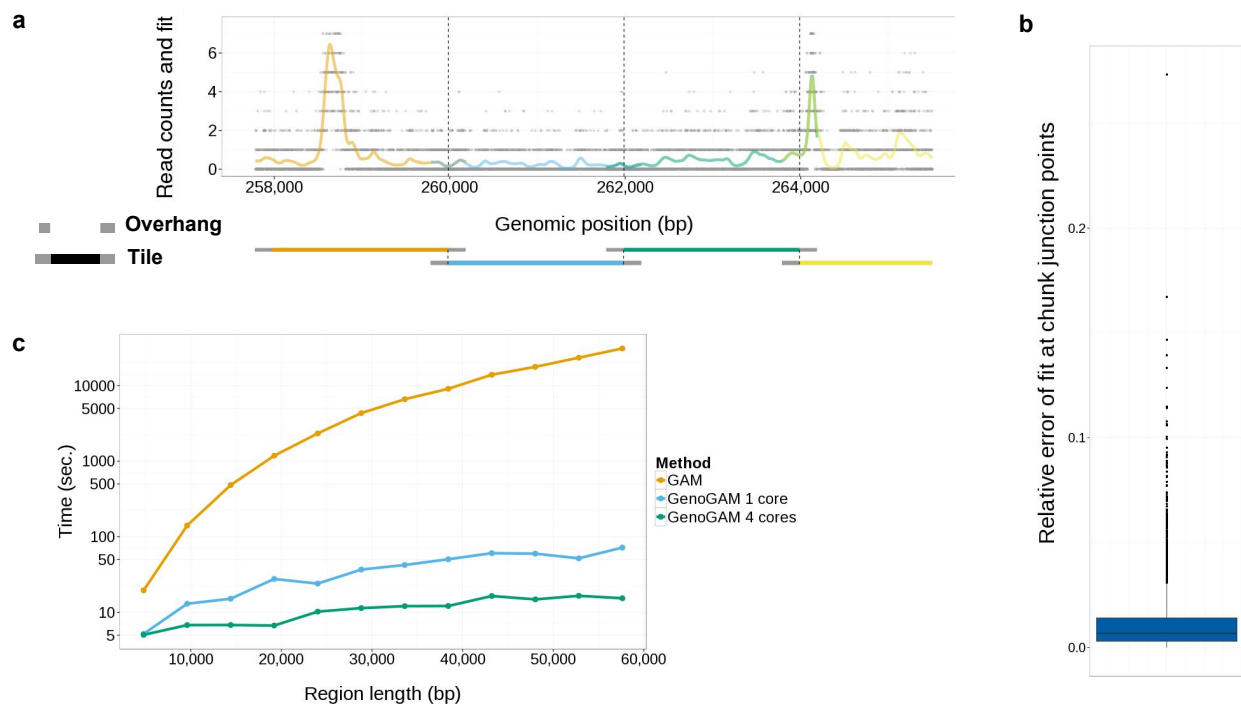 a
Read counts and fit
6
4
2
0
258,000
260,000
262,000
264,000
Genomic position (bp)
Overhang
Tile
b
Relative error of fit at chunk junction points
0.2
0.1
0.0
c
Time (sec.)
10000
5000
1000
500
100
50
10
5
10,000
20,000
30,000
40,000
50,000
60,000
Region length (bp)
Method
GAM
GenoGAM 1 core
GenoGAM 4 cores